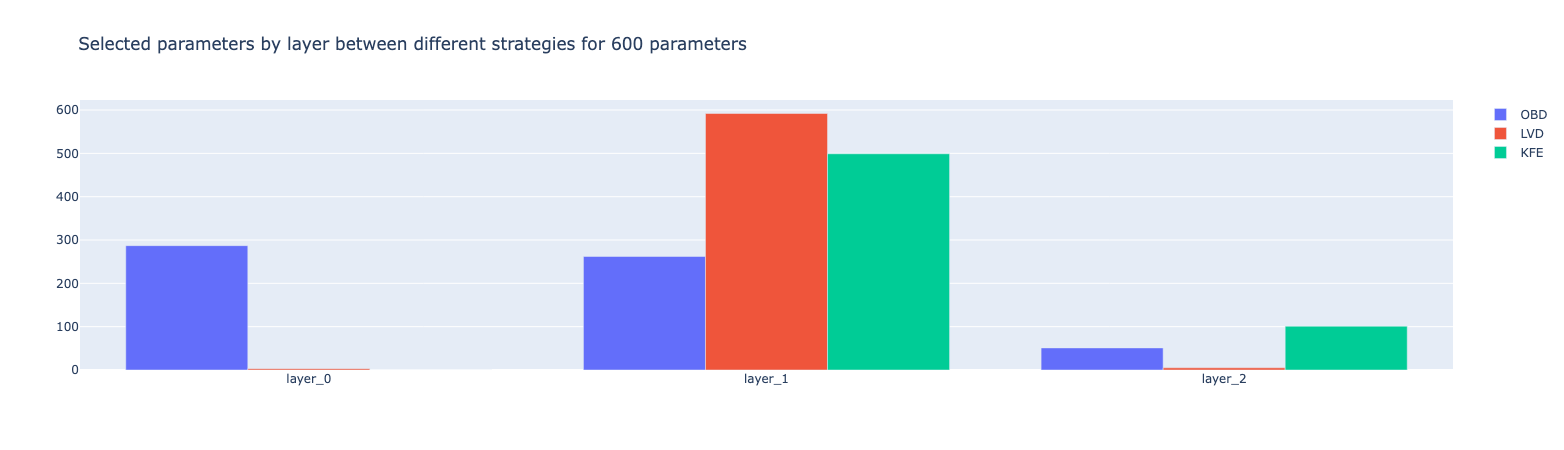 Selected parameters by layer between different strategies for 600 parameters
600
500
400
300
200
100
0
layer_0
layer_1
layer_2
OBD
LVD
KFE